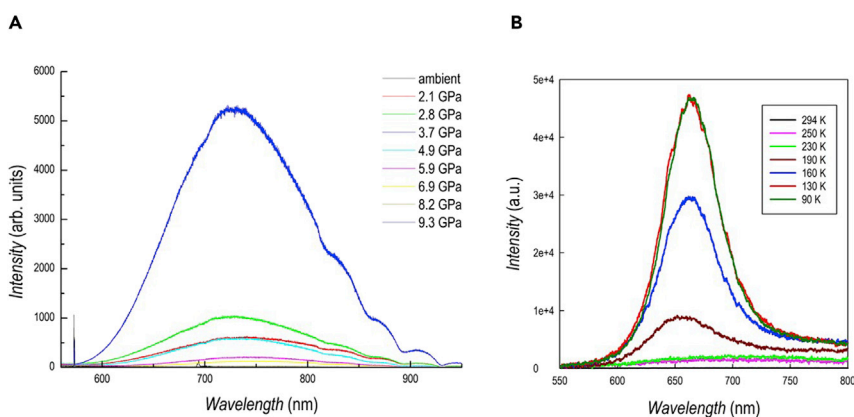 A
B
6000
5000
4000
3000
2000
1000
0
Intensity (arb. units)
600
700
800
900
Wavelength (nm)
ambient
2.1 GPa
2.8 GPa
3.7 GPa
4.9 GPa
5.9 GPa
6.9 GPa
8.2 GPa
9.3 GPa
5e+4
4e+4
3e+4
2e+4
1e+4
0
Intensity (a.u.)
550
600
650
700
750
800
Wavelength (nm)
294 K
250 K
230 K
190 K
160 K
130 K
90 K